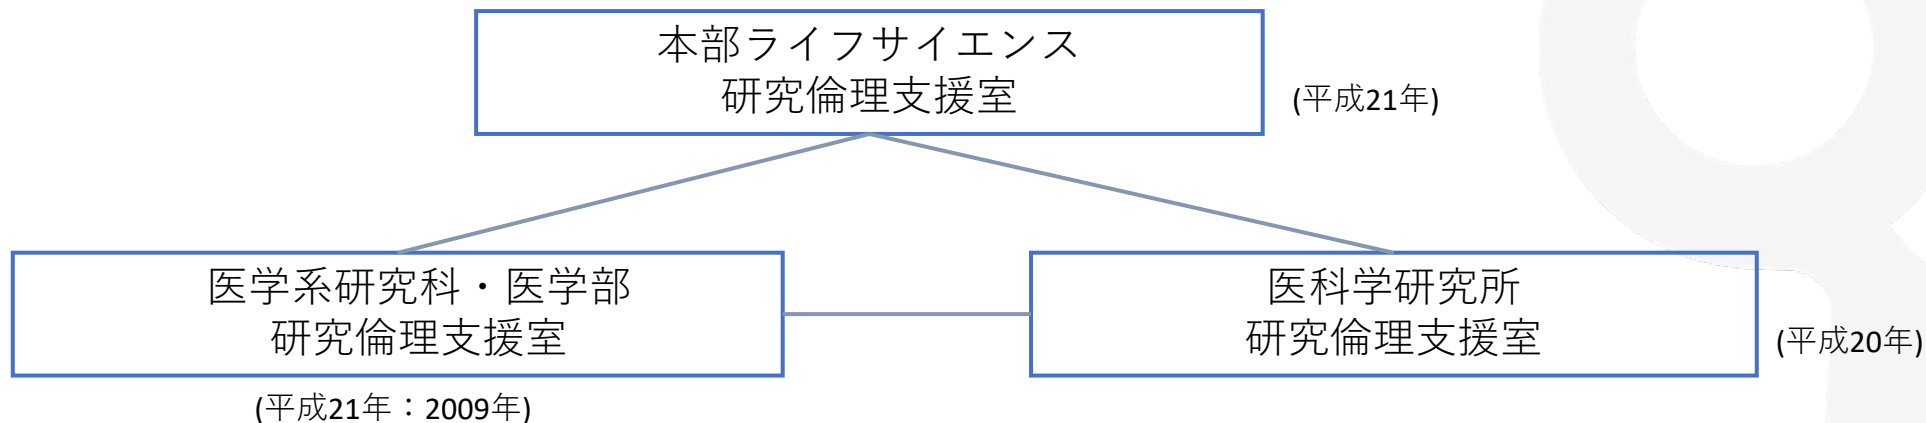 本部ライフサイエンス
研究倫理支援室
(平成21年)
医学系研究科・医学部
研究倫理支援室
(平成21年：2009年)
医科学研究所
研究倫理支援室
(平成20年)